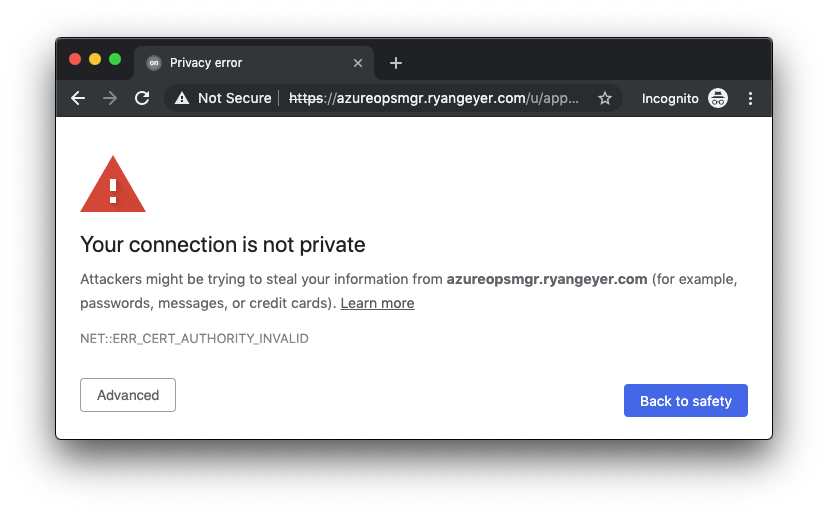 on Privacy error
Not Secure https://azureopsmgr.ryangeyer.com/u/app... Incognito
Your connection is not private
Attackers might be trying to steal your information from azureopsmgr.ryangeyer.com (for example,
passwords, messages, or credit cards). Learn more
NET::ERR_CERT_AUTHORITY_INVALID
Advanced
Back to safety